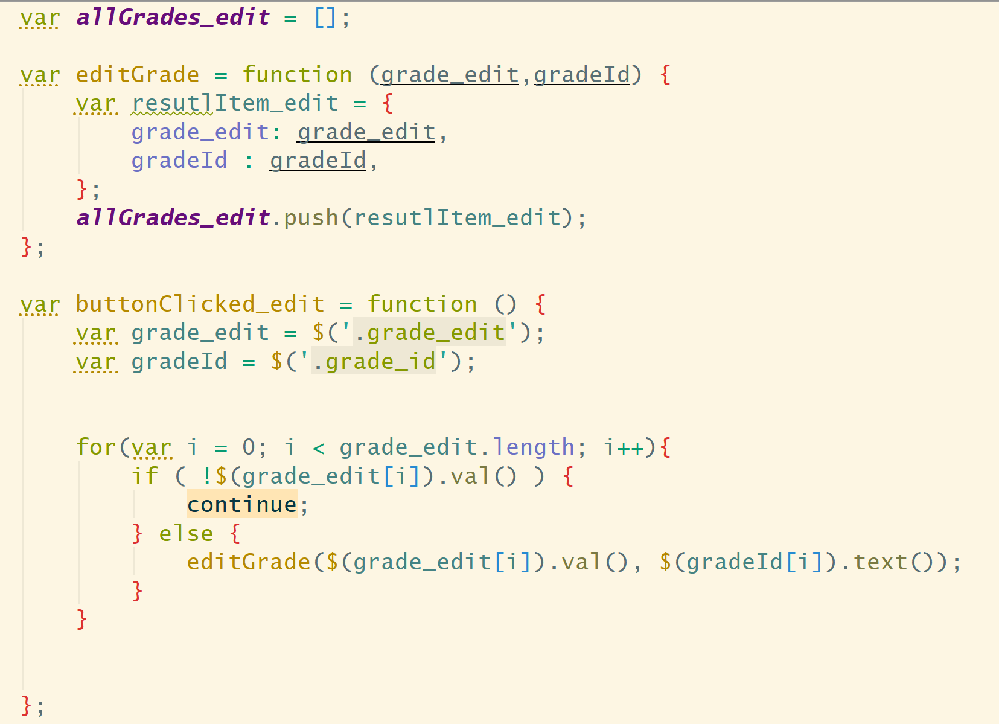 var allGrades_edit = [];
var editGrade = function (grade_edit,gradeId) {
var resutlItem_edit = {
grade_edit: grade_edit,
gradeId : gradeId,
};
allGrades_edit.push(resutlItem_edit);
};
var buttonClicked_edit = function () {
var grade_edit = $('.grade_edit');
var gradeId = $('.grade_id');
for(var i = 0; i < grade_edit.length; i++){
if ( !$(grade_edit[i]).val() ) {
continue;
} else {
editGrade($(grade_edit[i]).val(), $(gradeId[i]).text());
}
}
};